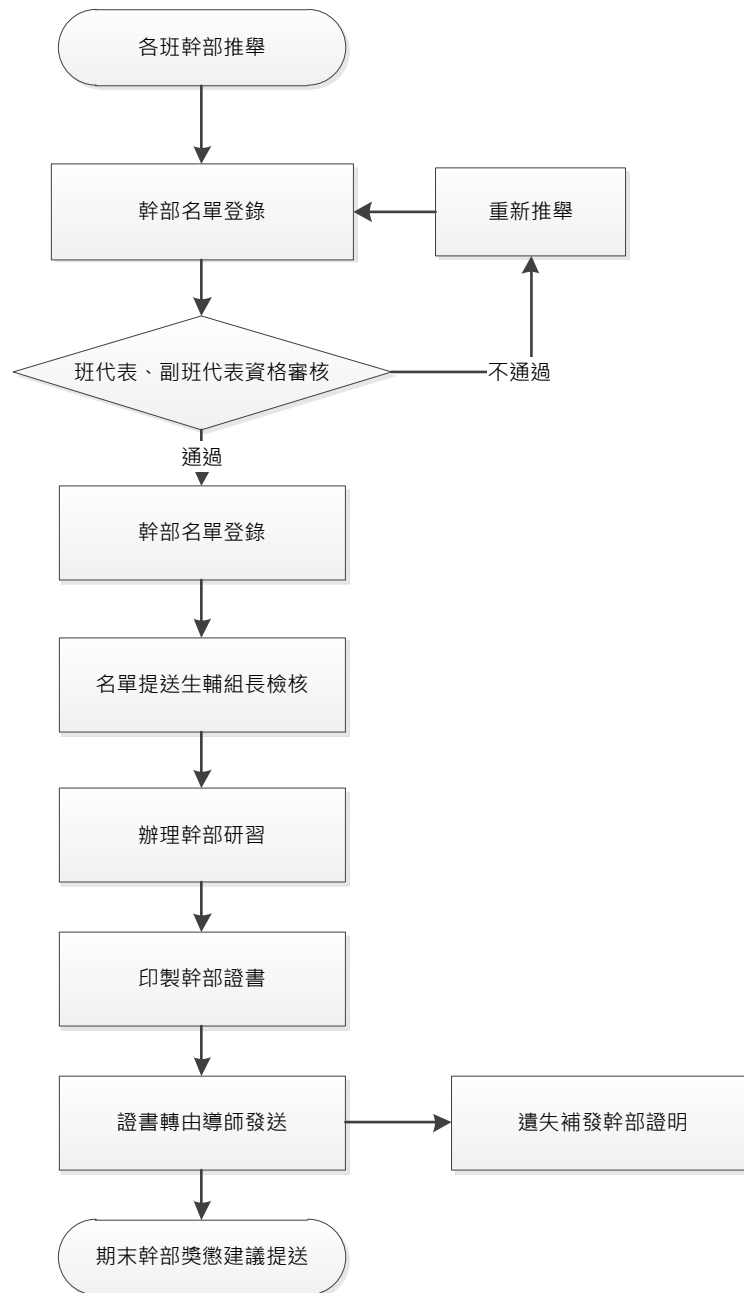 各班幹部推舉
幹部名單登錄
重新推舉
班代表、副班代表資格審核
不通過
通過
幹部名單登錄
名單提送生輔組長檢核
辦理幹部研習
印製幹部證書
證書轉由導師發送
遺失補發幹部證明
期末幹部獎懲建議提送